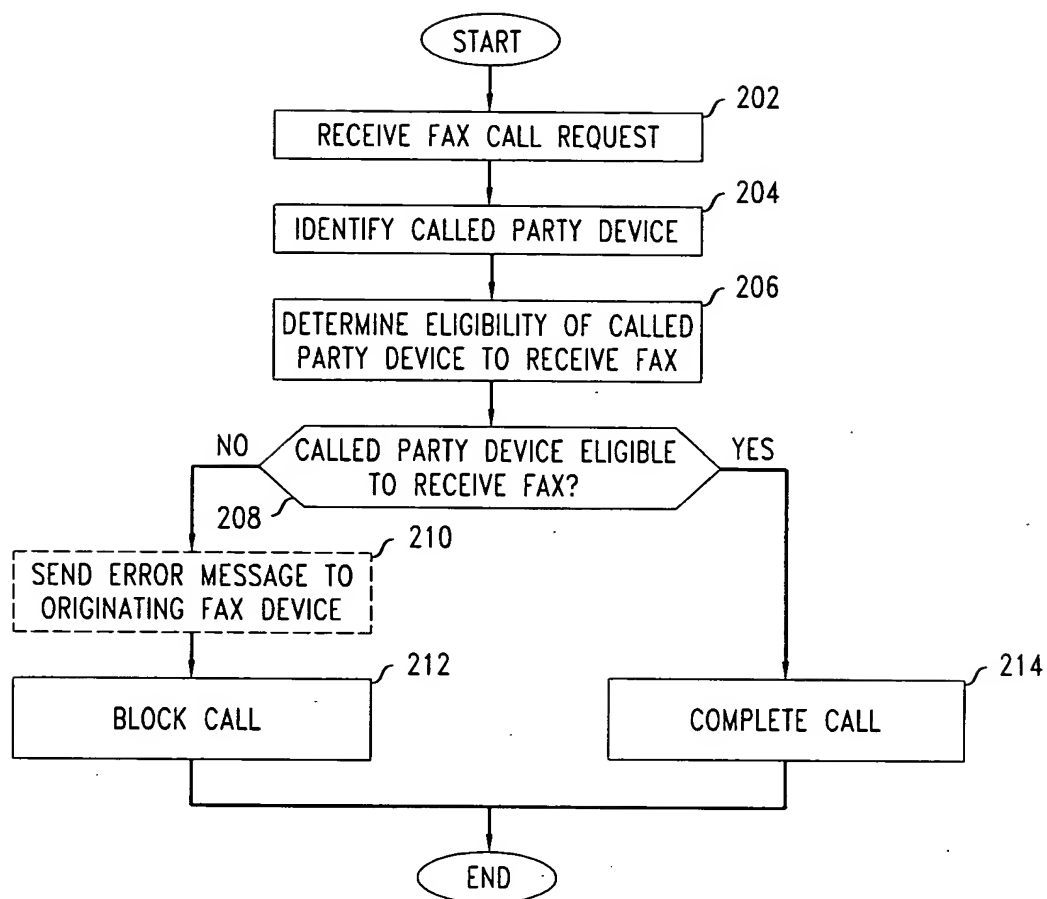 START
202
RECEIVE FAX CALL REQUEST
204
IDENTIFY CALLED PARTY DEVICE
206
DETERMINE ELIGIBILITY OF CALLED
PARTY DEVICE TO RECEIVE FAX
NO
CALLED PARTY DEVICE ELIGIBLE
TO RECEIVE FAX?
YES
208
210
SEND ERROR MESSAGE TO
ORIGINATING FAX DEVICE
212
BLOCK CALL
214
COMPLETE CALL
END